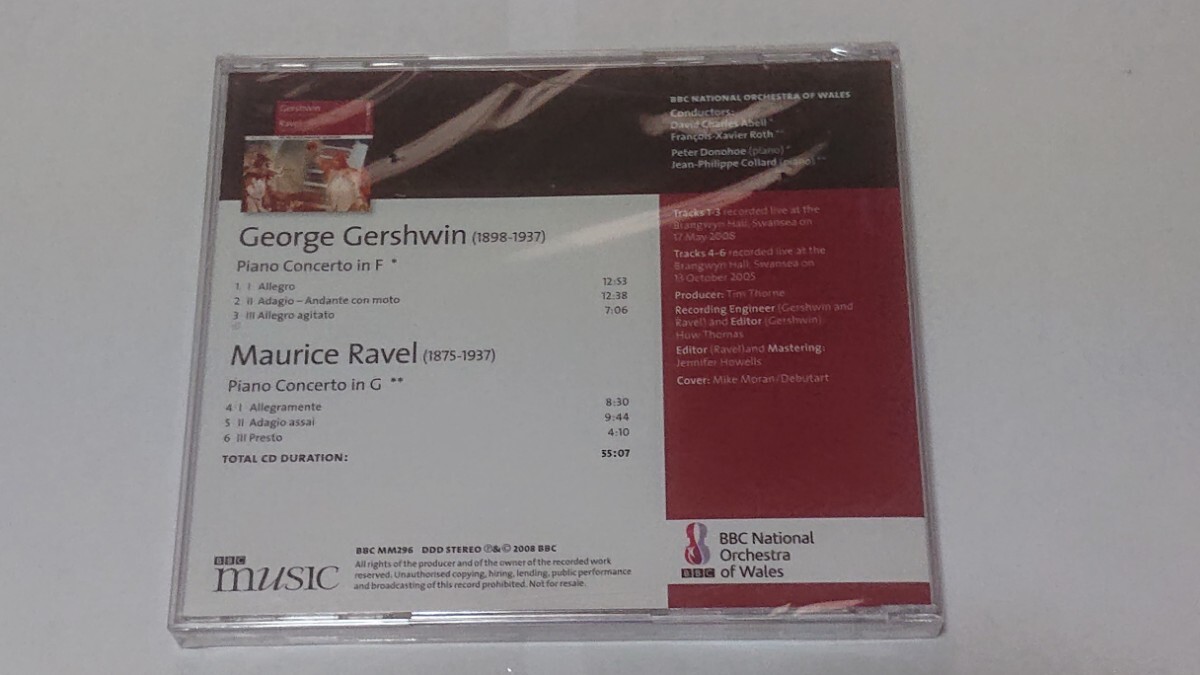 Gershwin
Ravel
BBC NATIONAL ORCHESTRA OF WALES
Conductors:
David Charles Abell *
François-Xavier Roth **
Peter Donohoe (piano) *
Jean-Philippe Collard (piano) **
George Gershwin (1898-1937)
Piano Concerto in F *
1 I Allegro 12:53
2 II Adagio – Andante con moto 12:38
3 III Allegro agitato 7:06
Maurice Ravel (1875-1937)
Piano Concerto in G **
4 I Allegramente 8:30
5 II Adagio assai 9:44
6 III Presto 4:10
TOTAL CD DURATION: 55:07
Tracks 1-3 recorded live at the
Brangwyn Hall, Swansea on
17 May 2008
Tracks 4-6 recorded live at the
Brangwyn Hall, Swansea on
13 October 2005
Producer: Tim Thorne
Recording Engineer (Gershwin and
Ravel) and Editor (Gershwin):
Huw Thomas
Editor (Ravel)and Mastering:
Jennifer Howells
Cover: Mike Moran/Debutart
BBC
music
BBC MM296 DDD STEREO ℗&© 2008 BBC
All rights of the producer and of the owner of the recorded work
reserved. Unauthorised copying, hiring, lending, public performance
and broadcasting of this record prohibited. Not for resale.
BBC National
Orchestra
BBC of Wales